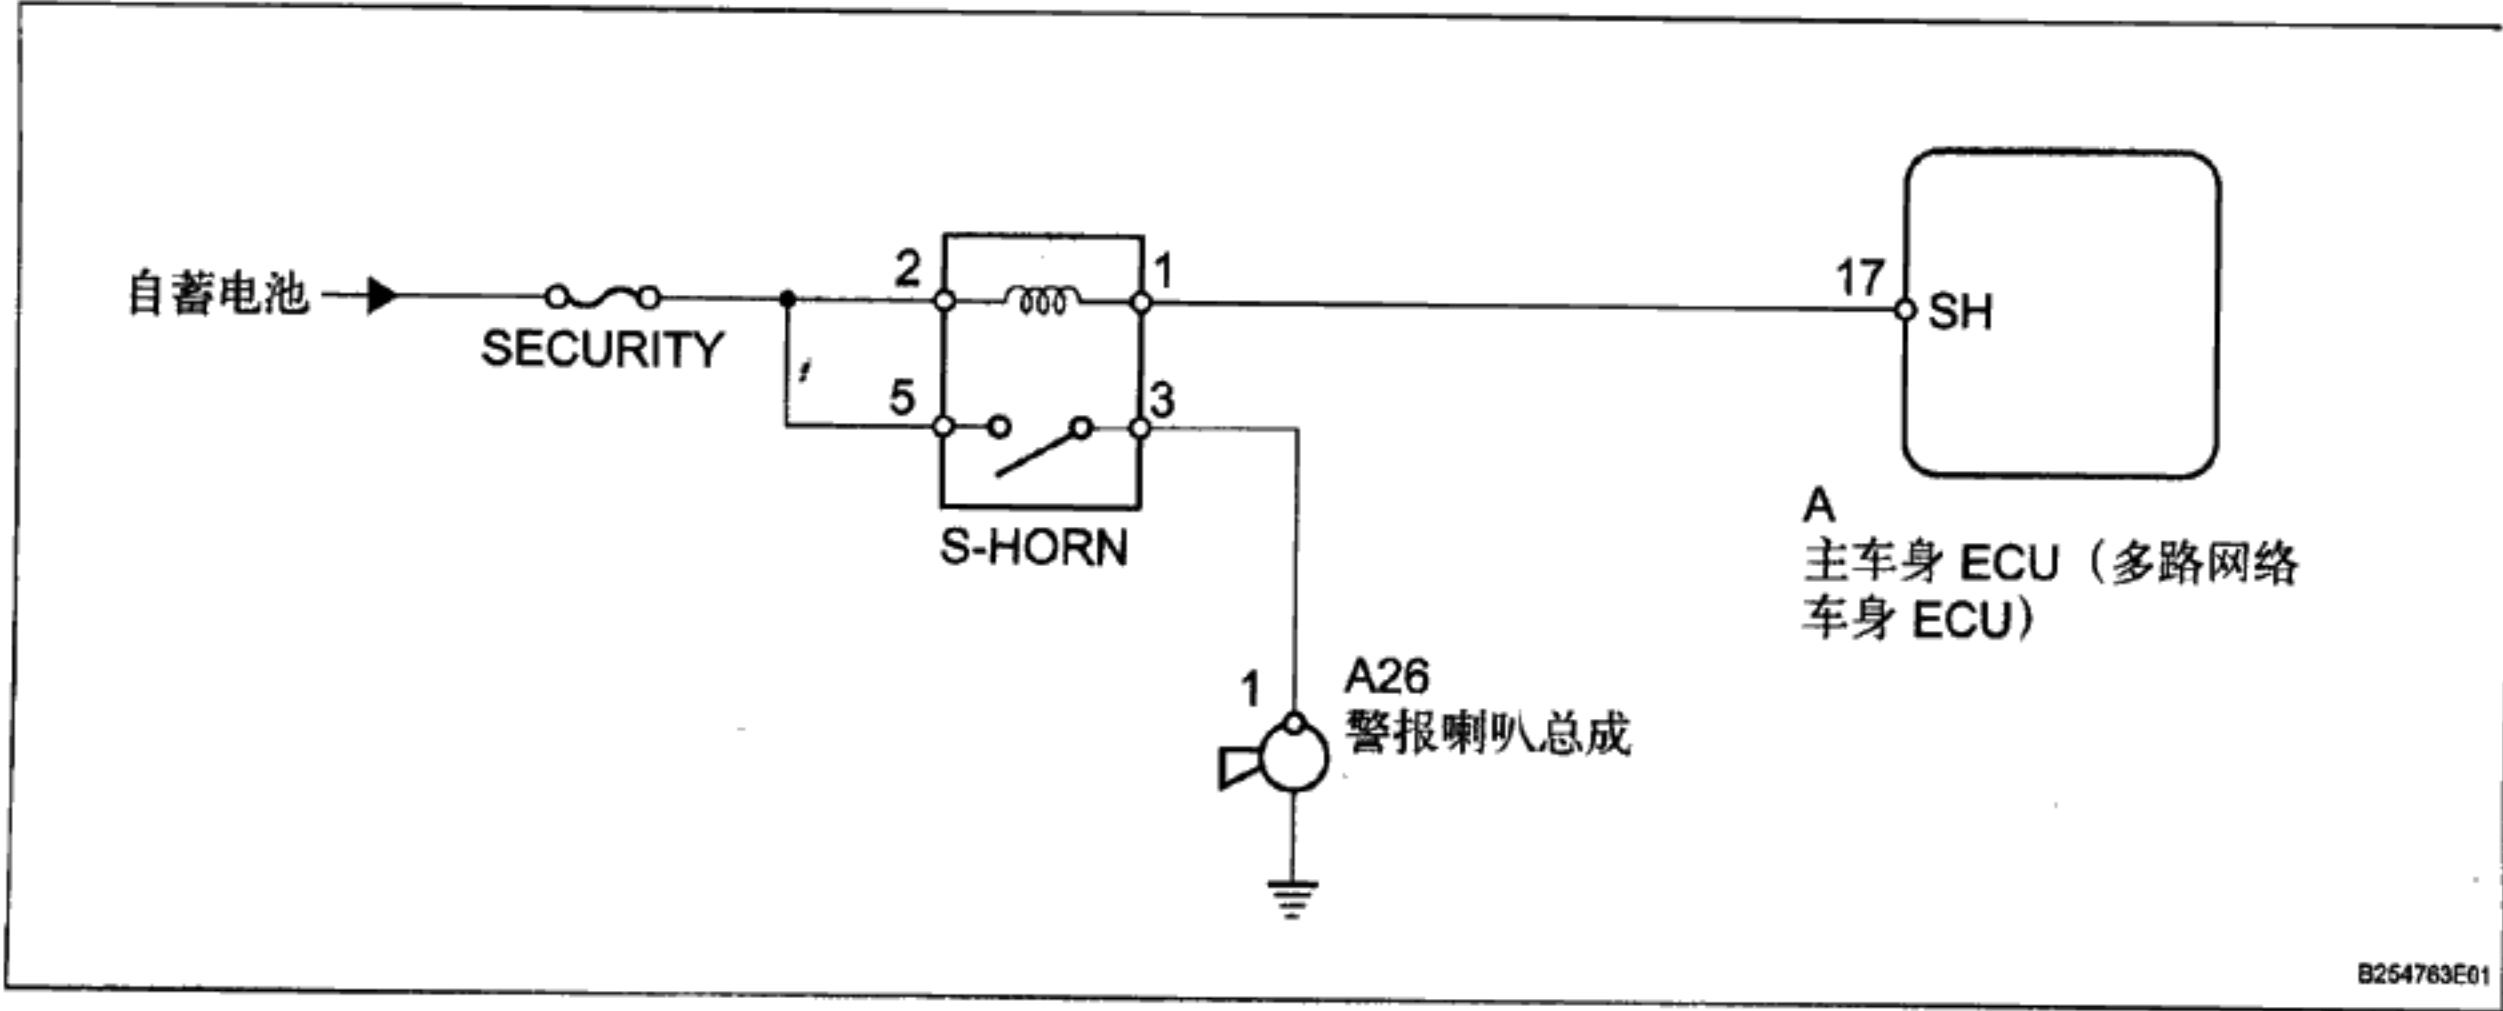 自蓄电池
SECURITY
2
1
5
3
S-HORN
17
SH
A
主车身 ECU（多路网络
车身 ECU）
1
A26
警报喇叭总成
B254763E01